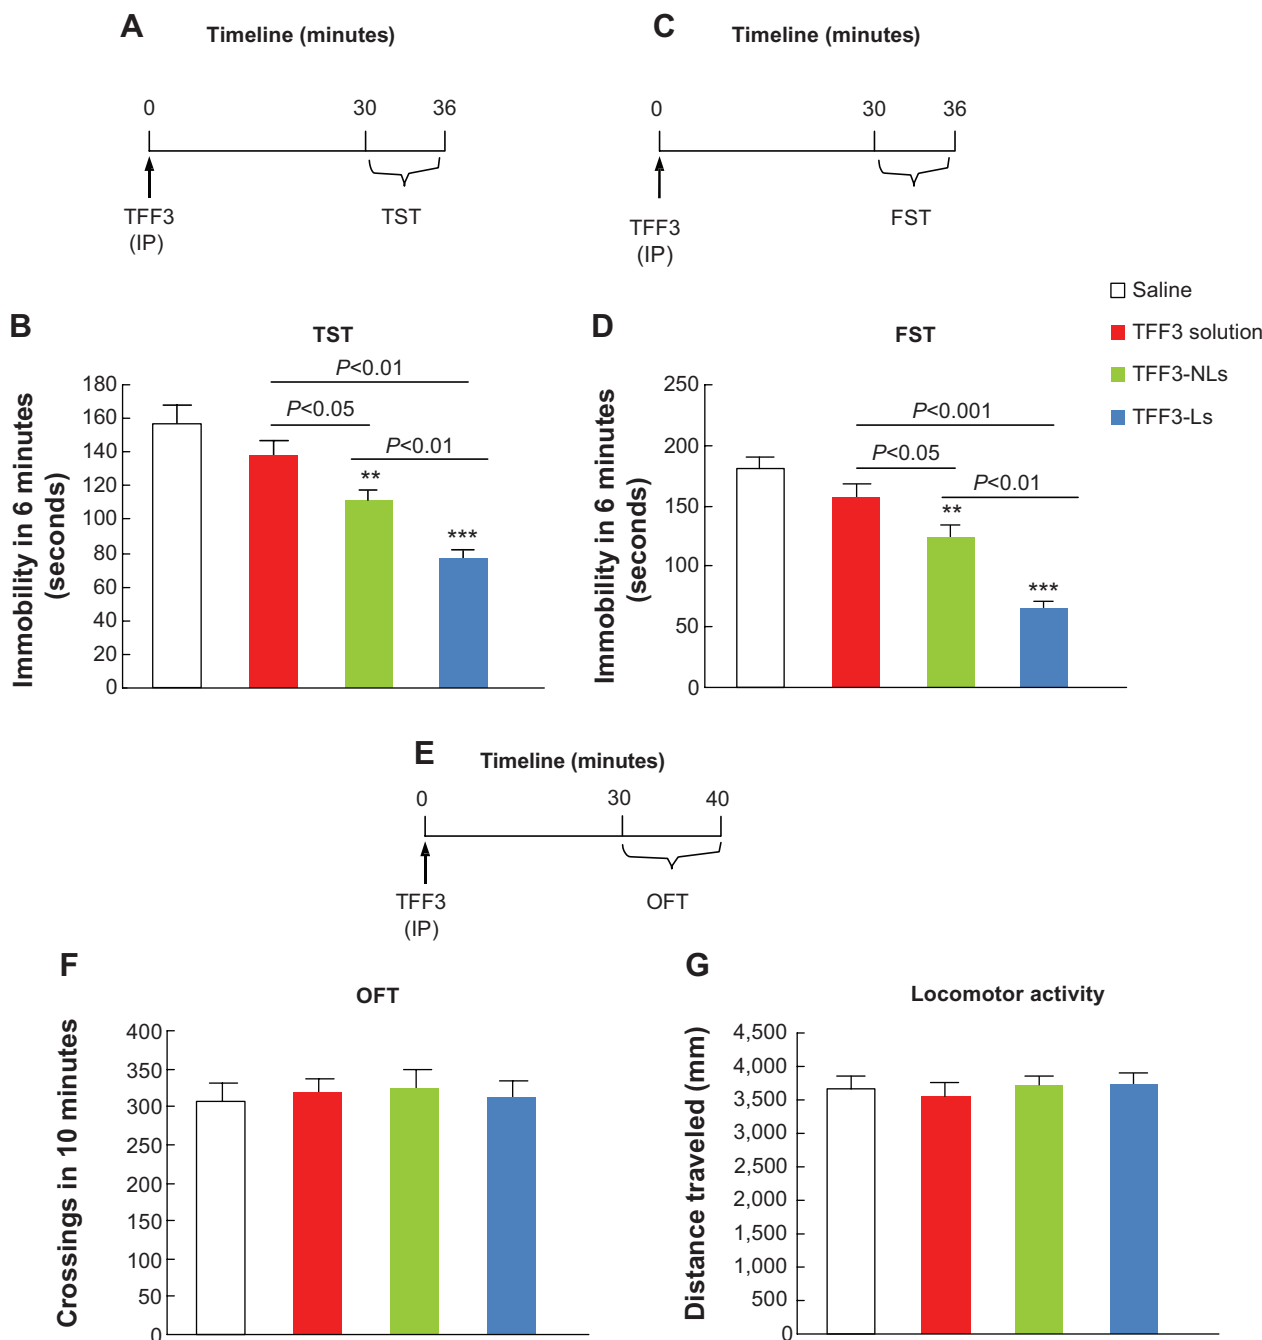 A
Timeline (minutes)
0
30
36
TFF3
(IP)
TST
C
Timeline (minutes)
0
30
36
TFF3
(IP)
FST
Saline
TFF3 solution
TFF3-NLs
TFF3-Ls
B
TST
Immobility in 6 minutes
(seconds)
180
160
140
120
100
80
60
40
20
0
P<0.01
P<0.05
P<0.01
**
***
D
FST
Immobility in 6 minutes
(seconds)
250
200
150
100
50
0
P<0.001
P<0.05
P<0.01
**
***
E
Timeline (minutes)
0
30
40
TFF3
(IP)
OFT
F
OFT
Crossings in 10 minutes
400
350
300
250
200
150
100
50
0
G
Locomotor activity
Distance traveled (mm)
4,500
4,000
3,500
3,000
2,500
2,000
1,500
1,000
500
0